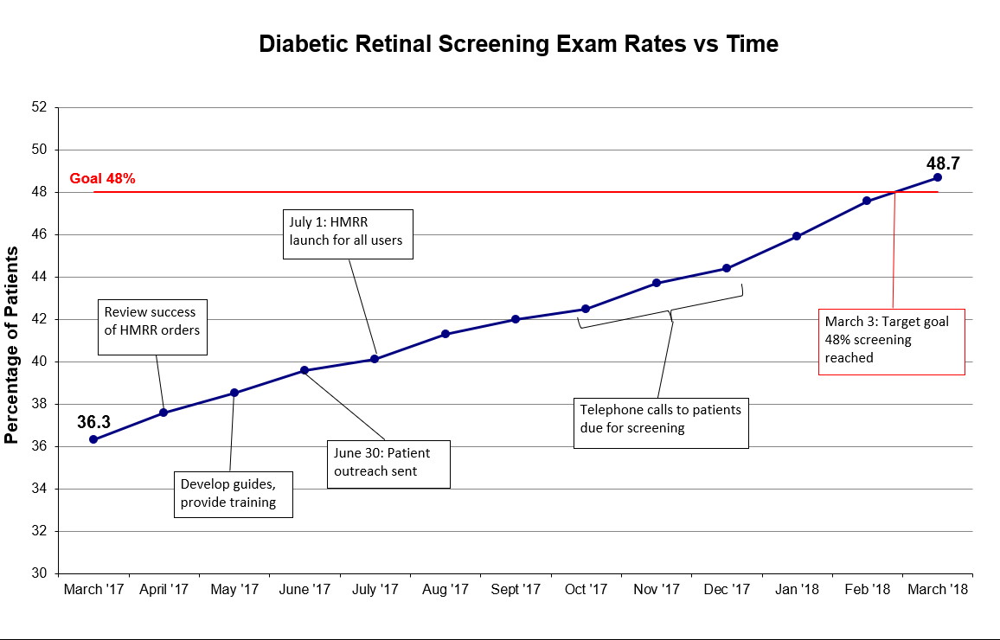 Diabetic Retinal Screening Exam Rates vs Time
Percentage of Patients
52
50
48
46
44
42
40
38
36
34
32
30
Goal 48%
48.7
36.3
Review success
of HMRR orders
Develop guides,
provide training
June 30: Patient
outreach sent
July 1: HMRR
launch for all users
Telephone calls to patients
due for screening
March 3: Target goal
48% screening
reached
March '17
April '17
May '17
June '17
July '17
Aug '17
Sept '17
Oct '17
Nov '17
Dec '17
Jan '18
Feb '18
March '18